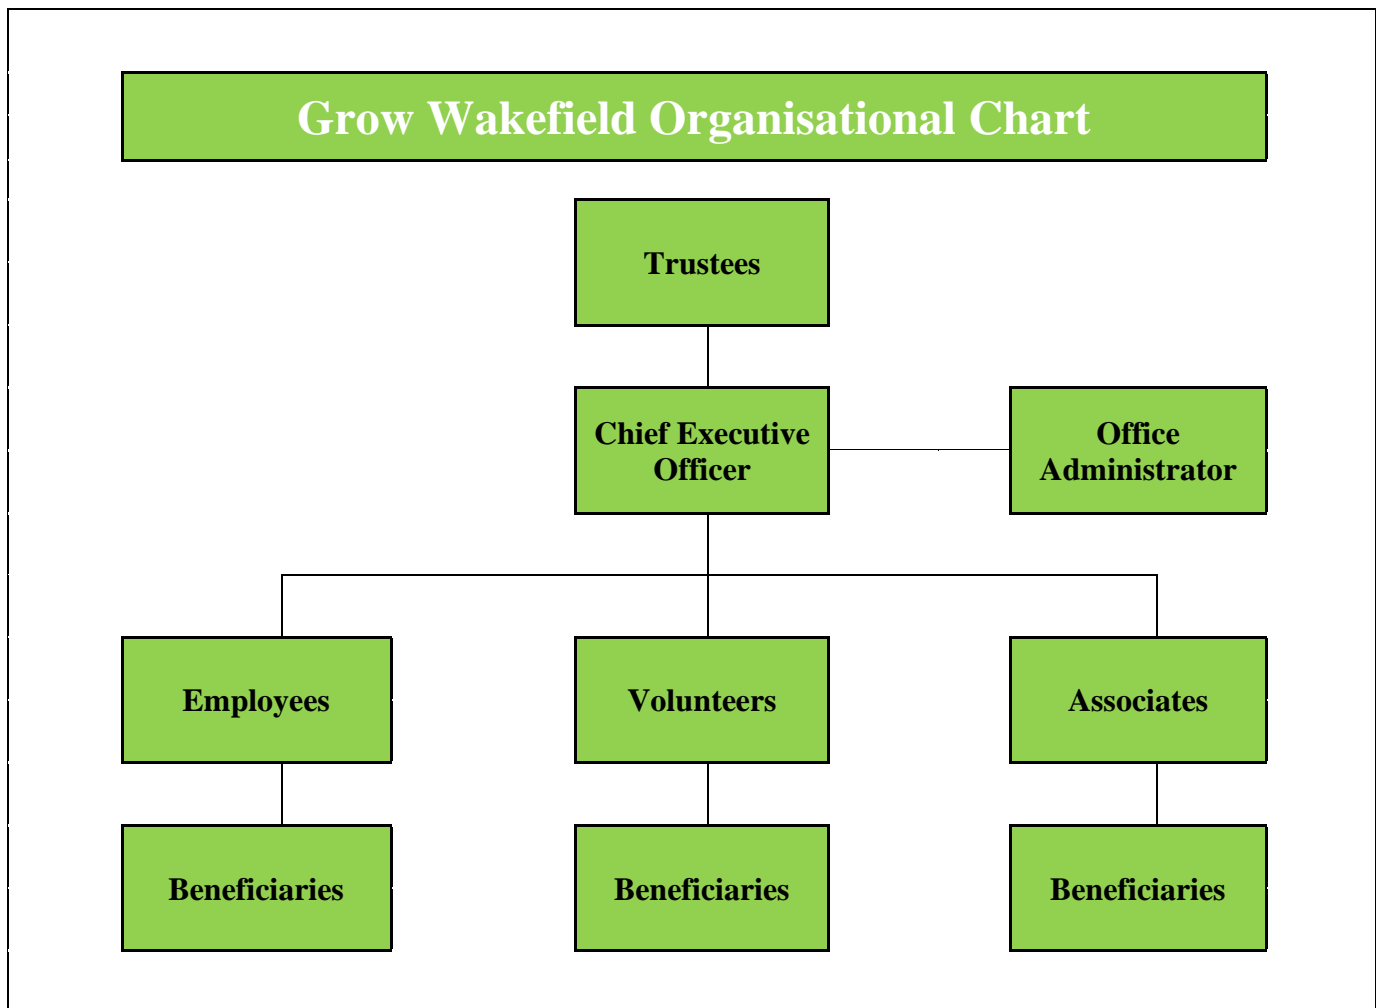 Grow Wakefield Organisational Chart
Trustees
Chief Executive
Officer
Office
Administrator
Employees
Volunteers
Associates
Beneficiaries
Beneficiaries
Beneficiaries